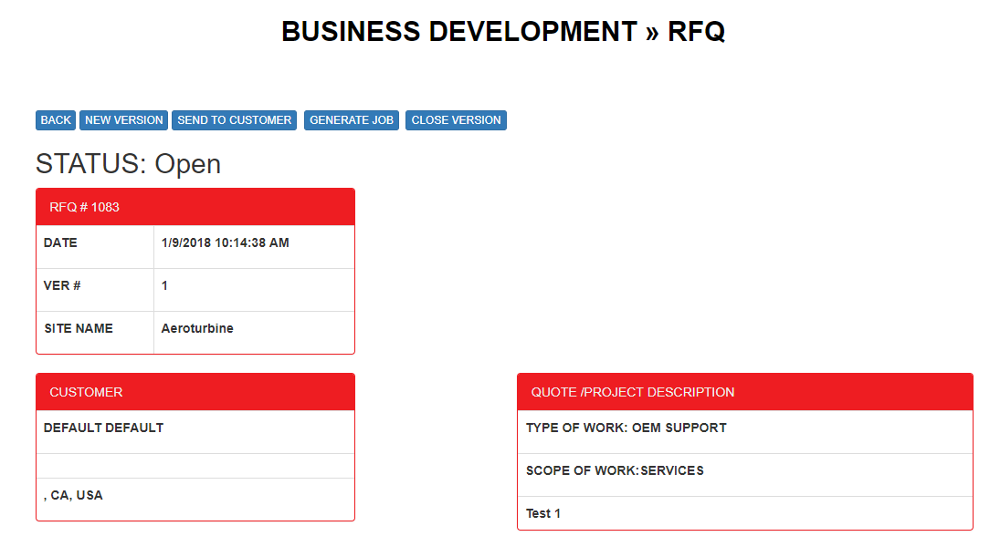 BUSINESS DEVELOPMENT » RFQ
BACK NEW VERSION SEND TO CUSTOMER GENERATE JOB CLOSE VERSION
STATUS: Open
RFQ # 1083
DATE 1/9/2018 10:14:38 AM
VER # 1
SITE NAME Aeroturbine
CUSTOMER
DEFAULT DEFAULT
, CA, USA
QUOTE /PROJECT DESCRIPTION
TYPE OF WORK: OEM SUPPORT
SCOPE OF WORK:SERVICES
Test 1